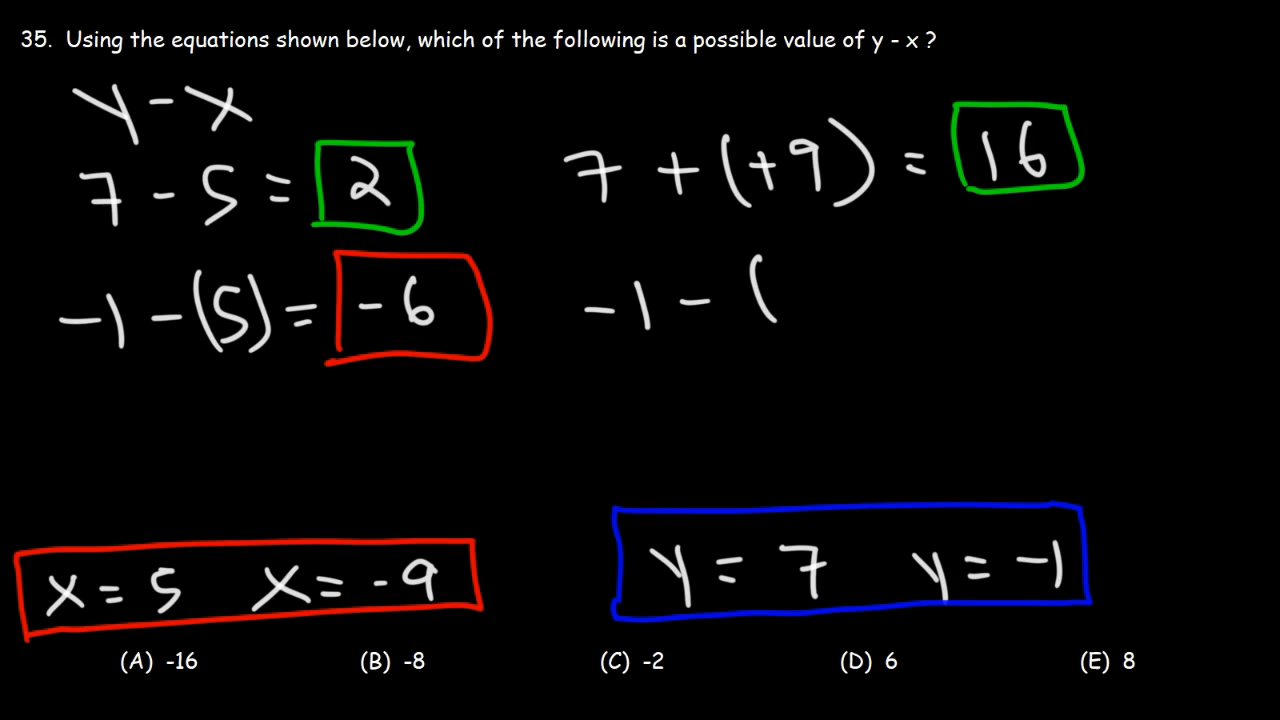 35. Using the equations shown below, which of the following is a possible value of y - x ?
y - x
7 - 5 = 2
7 + (+9) = 16
-1 - (5) = -6
-1 - (
x = 5 x = -9
y = 7 y = -1
(A) -16 (B) -8 (C) -2 (D) 6 (E) 8